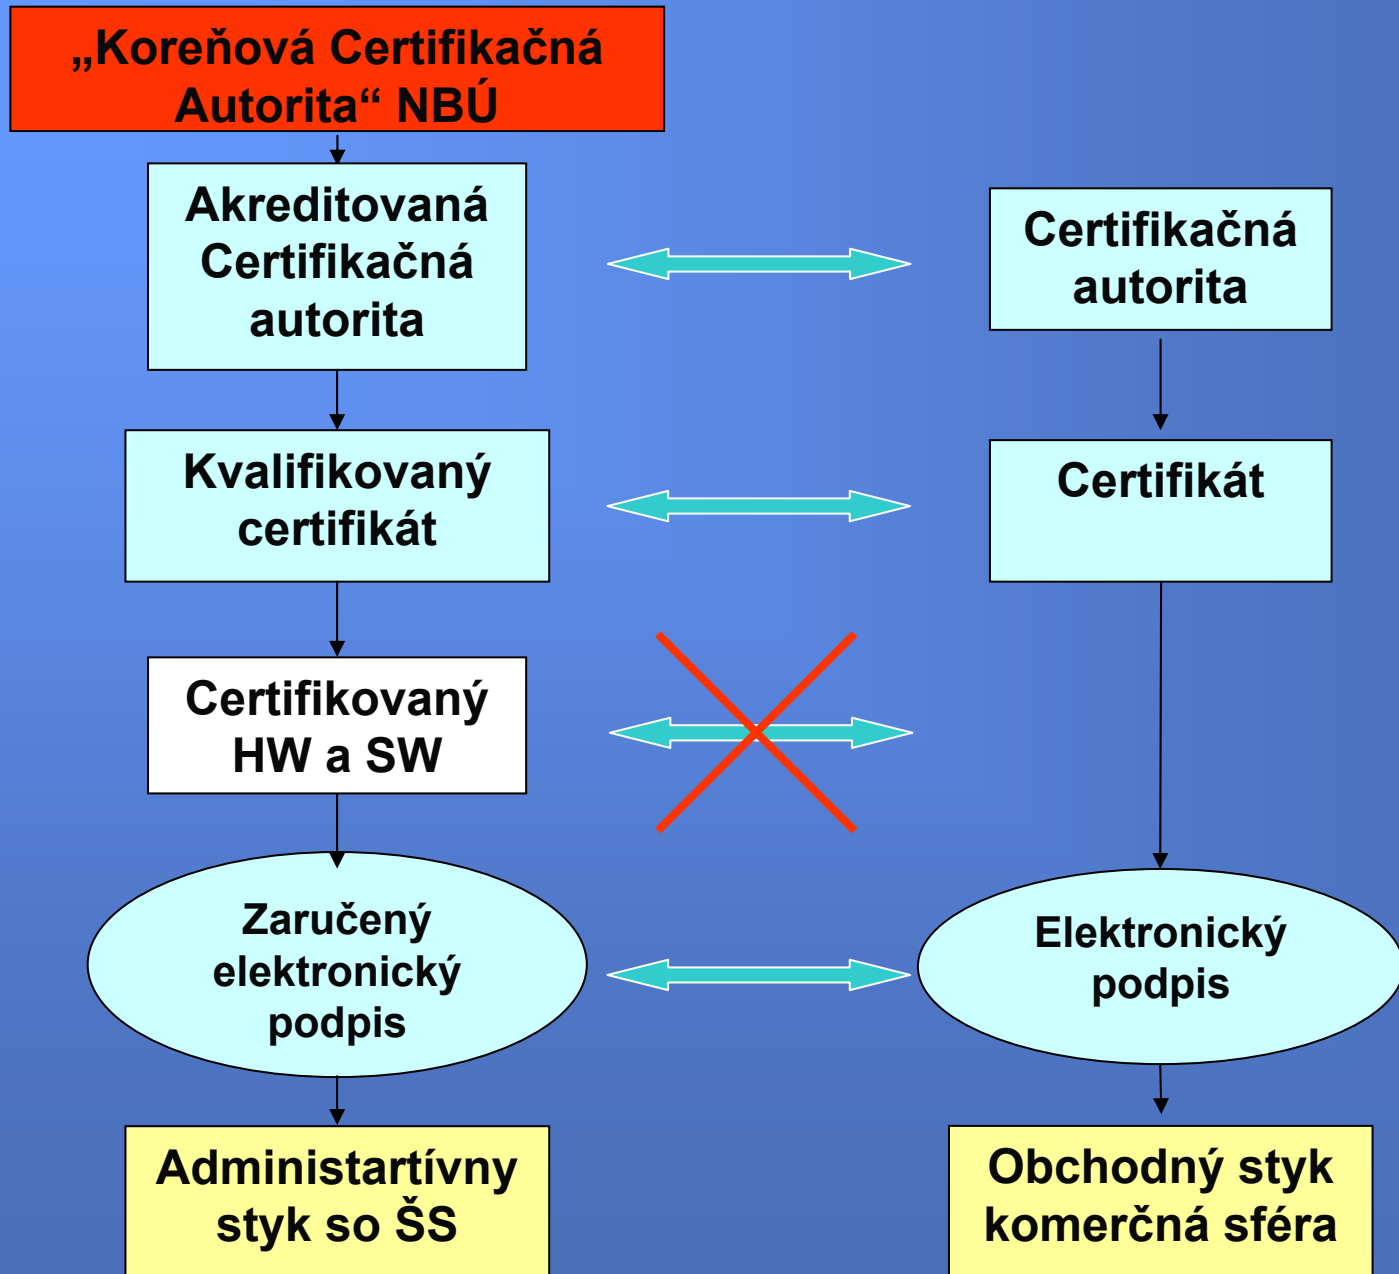 „Koreňová Certifikačná
Autorita“ NBÚ
Akreditovaná
Certifikačná
autorita
Certifikačná
autorita
Kvalifikovaný
certifikát
Certifikát
Certifikovaný
HW a SW
Zaručený
elektronický
podpis
Elektronický
podpis
Administartívny
styk so ŠS
Obchodný styk
komerčná sféra